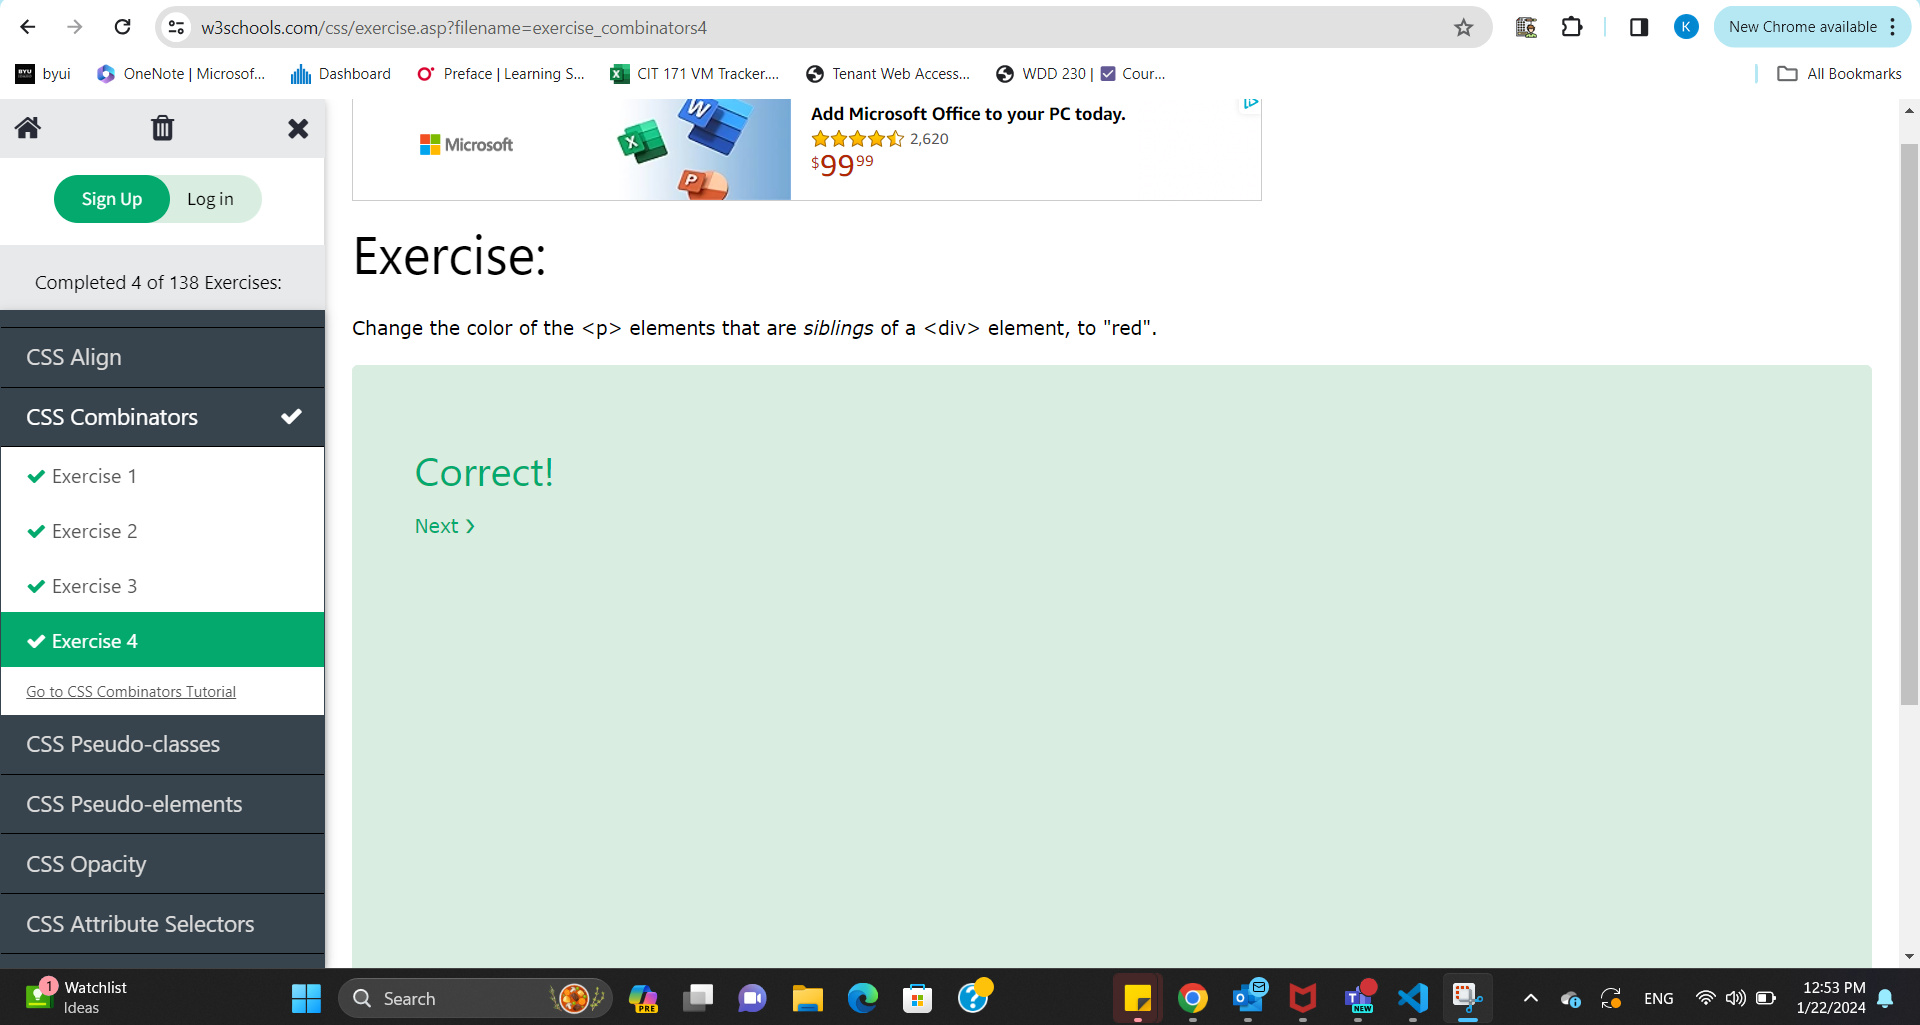 w3schools.com/css/exercise.asp?filename=exercise_combinators4
K
New Chrome available
BYU
byui
OneNote | Microsof...
Dashboard
Preface | Learning S...
CIT 171 VM Tracker....
Tenant Web Access...
WDD 230 |
Cour...
All Bookmarks
Sign Up
Log in
Completed 4 of 138 Exercises:
CSS Align
CSS Combinators
Exercise 1
Exercise 2
Exercise 3
Exercise 4
Go to CSS Combinators Tutorial
CSS Pseudo-classes
CSS Pseudo-elements
CSS Opacity
CSS Attribute Selectors
Microsoft
W
X
P
Add Microsoft Office to your PC today.
2,620
$99 99
Exercise:
Change the color of the <p> elements that are siblings of a <div> element, to "red".
Correct!
Next ❯
1
Watchlist
Ideas
Search
PRE
NEW
ENG
12:53 PM
1/22/2024